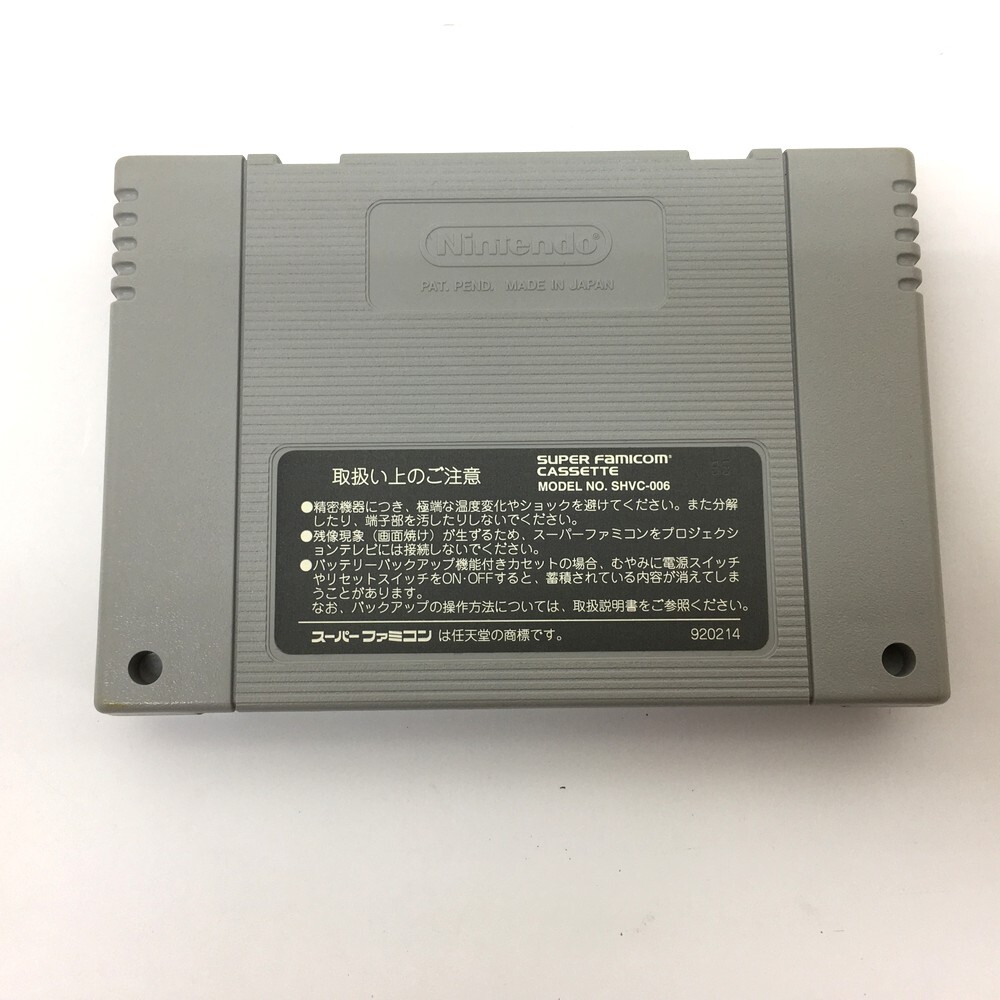 Nintendo®
PAT. PEND. MADE IN JAPAN
取扱い上のご注意
SUPER FAMICOM®
CASSETTE
MODEL NO. SHVC-006
●精密機器につき、極端な温度変化やショックを避けてください。また分解
したり、端子部を汚したりしないでください。
●残像現象（画面焼け）が生ずるため、スーパーファミコンをプロジェクシ
ョンテレビには接続しないでください。
●バッテリーバックアップ機能付きカセットの場合、むやみに電源スイッチ
やリセットスイッチをON・OFFすると、蓄積されている内容が消えてしま
うことがあります。
なお、バックアップの操作方法については、取扱説明書をご参照ください。
スーパーファミコン は任天堂の商標です。
920214